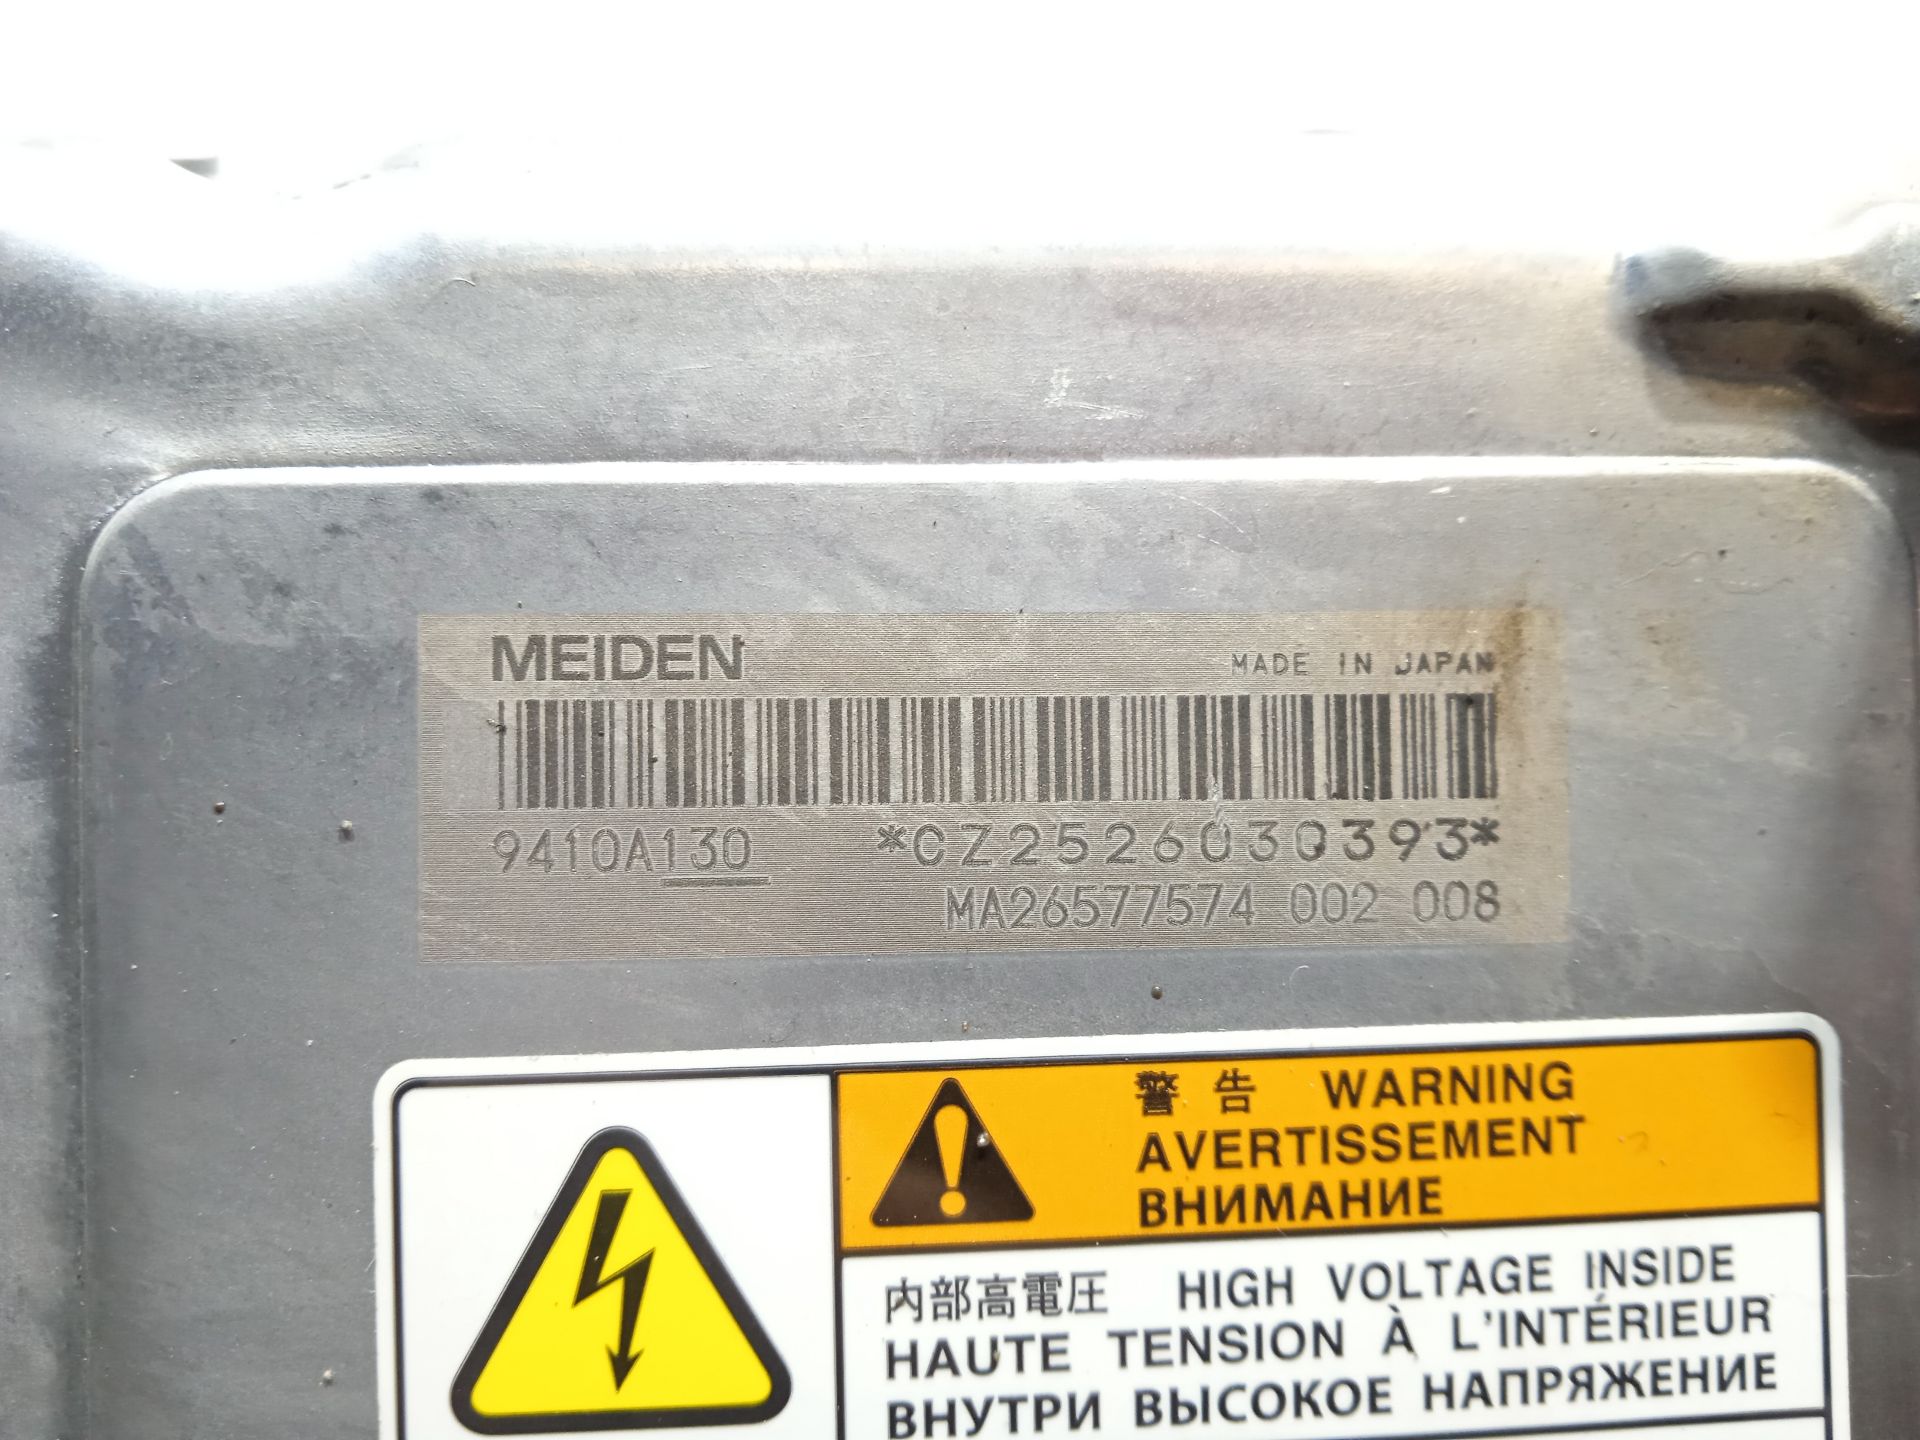 MEIDEN MADE IN JAPAN
9410A130 *CZ2526030393*
MA26577574 002 008
警告 WARNING
AVERTISSEMENT
ВНИМАНИЕ
内部高電圧 HIGH VOLTAGE INSIDE
HAUTE TENSION À L'INTÉRIEUR
ВНУТРИ ВЫСОКОЕ НАПРЯЖЕНИЕ